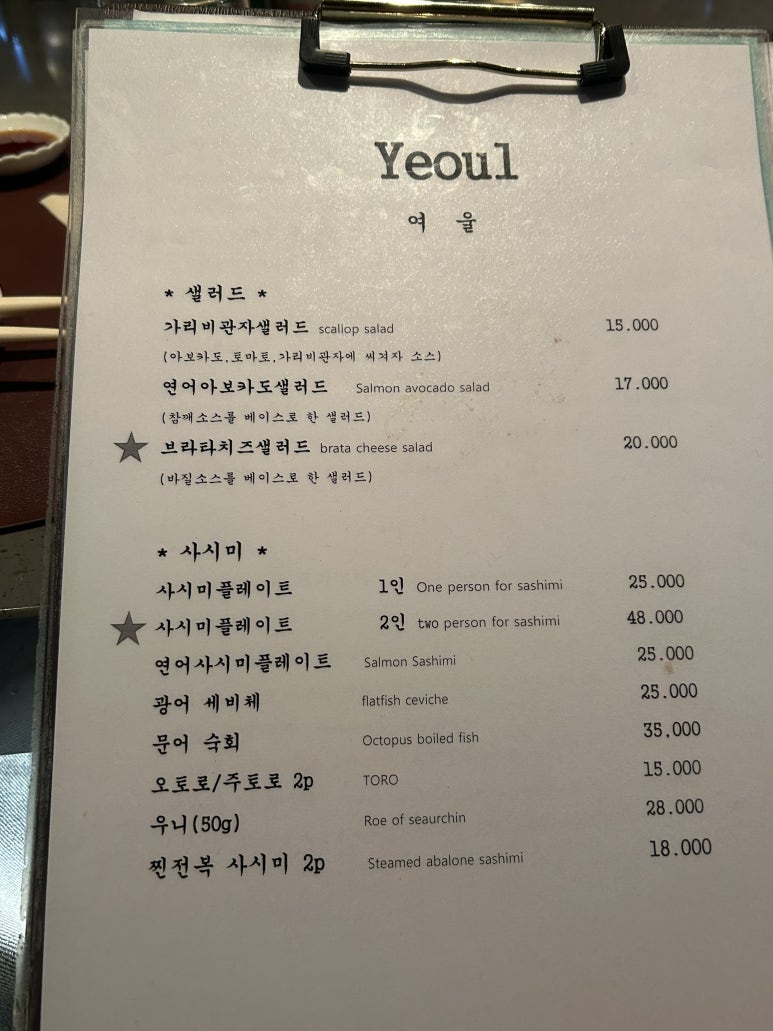 Yeoul
여 울
* 샐러드 *
가리비관자샐러드 scallop salad 15.000
(아보카도,토마토,가리비관자에 씨겨자 소스)
연어아보카도샐러드 Salmon avocado salad 17.000
(참깨소스를 베이스로 한 샐러드)
★ 브라타치즈샐러드 brata cheese salad 20.000
(바질소스를 베이스로 한 샐러드)
* 사시미 *
사시미플레이트 1인 One person for sashimi 25.000
★ 사시미플레이트 2인 two person for sashimi 48.000
연어사시미플레이트 Salmon Sashimi 25.000
광어 세비체 flatfish ceviche 25.000
문어 숙회 Octopus boiled fish 35,000
오토로/주토로 2p TORO 15.000
우니(50g) Roe of seaurchin 28.000
찐전복 사시미 2p Steamed abalone sashimi 18.000